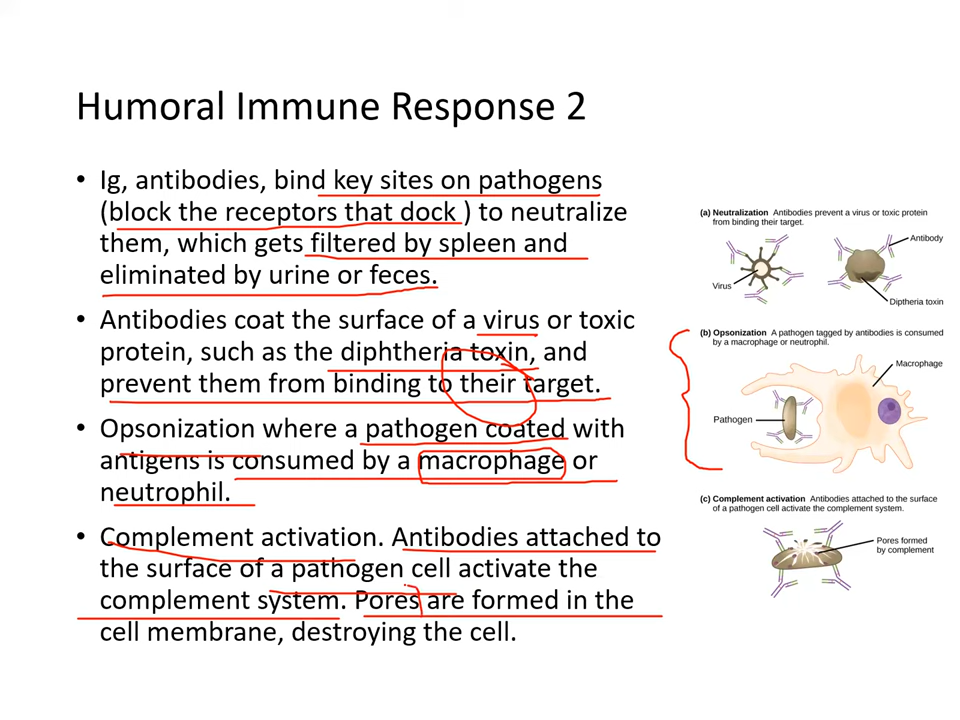 Humoral Immune Response 2
• Ig, antibodies, bind key sites on pathogens
(block the receptors that dock ) to neutralize
them, which gets filtered by spleen and
eliminated by urine or feces.
• Antibodies coat the surface of a virus or toxic
protein, such as the diphtheria toxin, and
prevent them from binding to their target.
• Opsonization where a pathogen coated with
antigens is consumed by a macrophage or
neutrophil.
• Complement activation. Antibodies attached to
the surface of a pathogen cell activate the
complement system. Pores are formed in the
cell membrane, destroying the cell.
(a) Neutralization Antibodies prevent a virus or toxic protein
from binding their target.
Antibody
Virus
Diptheria toxin
(b) Opsonization A pathogen tagged by antibodies is consumed
by a macrophage or neutrophil.
Macrophage
Pathogen
(c) Complement activation Antibodies attached to the surface
of a pathogen cell activate the complement system.
Pores formed
by complement